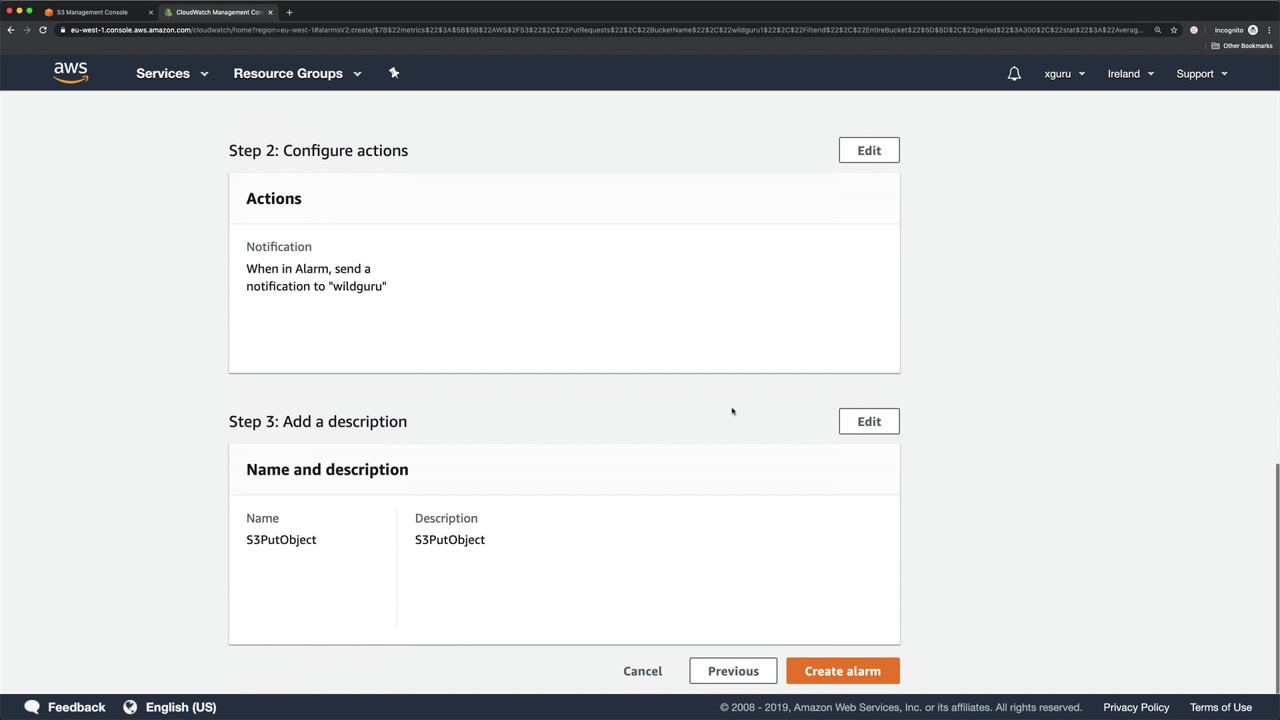 S3 Management Console
CloudWatch Management Con
eu-west-1.console.aws.amazon.com/cloudwatch/home?region=eu-west-1#alarmsV2:create/$7B$22metrics$22$3A$5B$5B$22AWS$2FS3$22$2C$22PutRequests$22$2C$22BucketName$22$2C$22wildguru1$22$2C$22FilterId$22$2C$22EntireBucket$22$5D$5D$2C$22period$22$3A300$2C$22stat$22$3A$22Averag...
Incognito
Other Bookmarks
aws
Services
Resource Groups
xguru
Ireland
Support
Step 2: Configure actions
Edit
Actions
Notification
When in Alarm, send a
notification to "wildguru"
Step 3: Add a description
Edit
Name and description
Name
Description
S3PutObject
S3PutObject
Cancel
Previous
Create alarm
Feedback
English (US)
© 2008 - 2019, Amazon Web Services, Inc. or its affiliates. All rights reserved.
Privacy Policy
Terms of Use